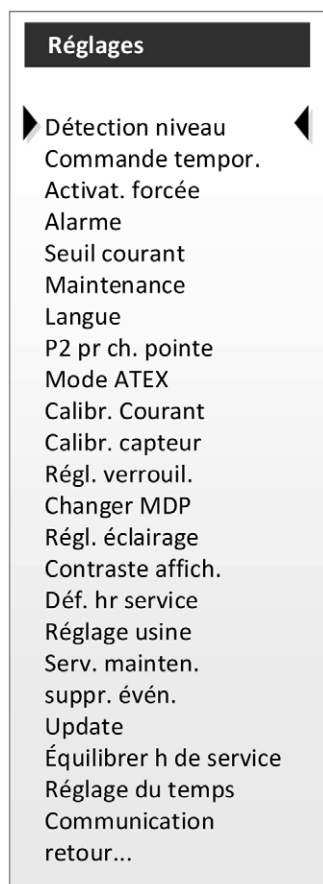 Réglages
Détection niveau
Commande tempor.
Activat. forcée
Alarme
Seuil courant
Maintenance
Langue
P2 pr ch. pointe
Mode ATEX
Calibr. Courant
Calibr. capteur
Régl. verrouil.
Changer MDP
Régl. éclairage
Contraste affich.
Déf. hr service
Réglage usine
Serv. mainten.
suppr. évén.
Update
Équilibrer h de service
Réglage du temps
Communication
retour...